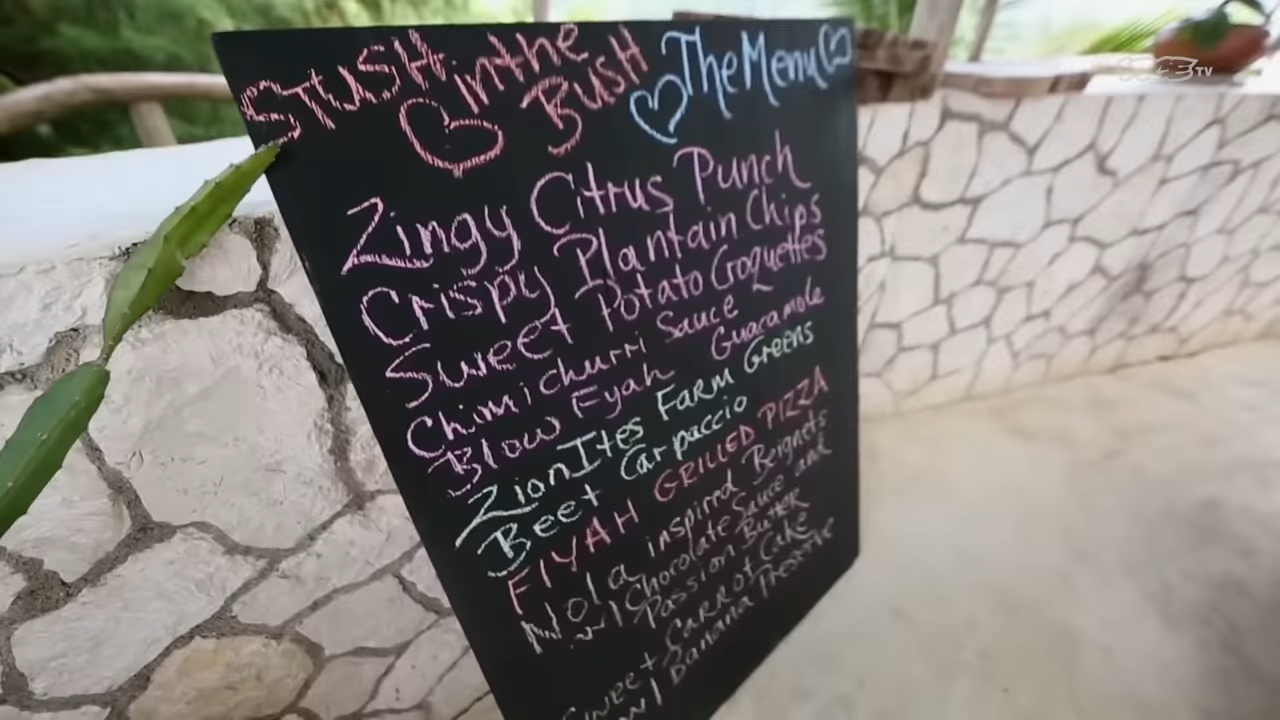 STUSH in the BUSH
The Menu
Zingy Citrus Punch
Crispy Plantain Chips
Sweet Potato Croquettes
Chimichurri Sauce
Blow Fyah Guacamole
ZionItes FARM Greens
Beet Carpaccio
FIYAH GRILLED PIZZA
Nola inspired Beignets
w/ Chocolate Sauce and
Passion Butter
Sweet CARROT Cake
w/ Banana
TV